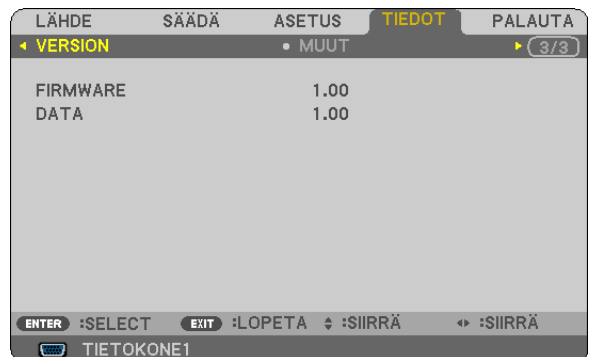 LÄHDE SÄÄDÄ ASETUS TIEDOT PALAUTA
VERSION MUUT 3/3
FIRMWARE 1.00
DATA 1.00
ENTER :SELECT EXIT :LOPETA :SIIRRÄ :SIIRRÄ
TIETOKONE1